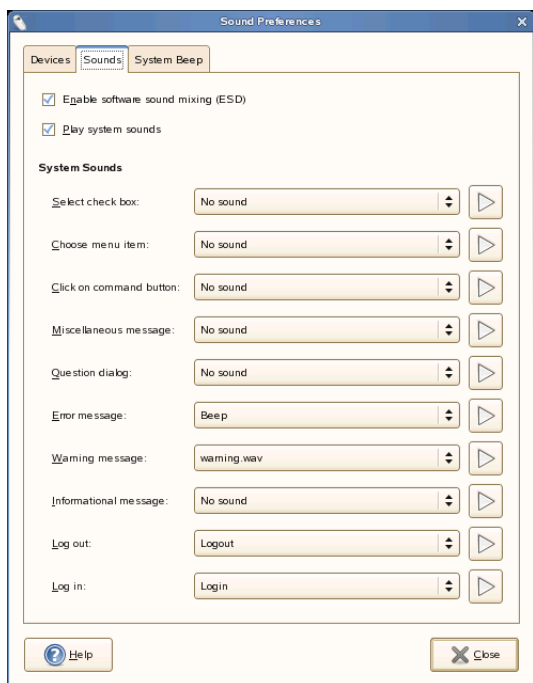 Sound Preferences
Devices Sounds System Beep
Enable software sound mixing (ESD)
Play system sounds
System Sounds
Select check box: No sound
Choose menu item: No sound
Click on command button: No sound
Miscellaneous message: No sound
Question dialog: No sound
Error message: Beep
Warning message: warning.wav
Informational message: No sound
Log out: Logout
Log in: Login
Help Close